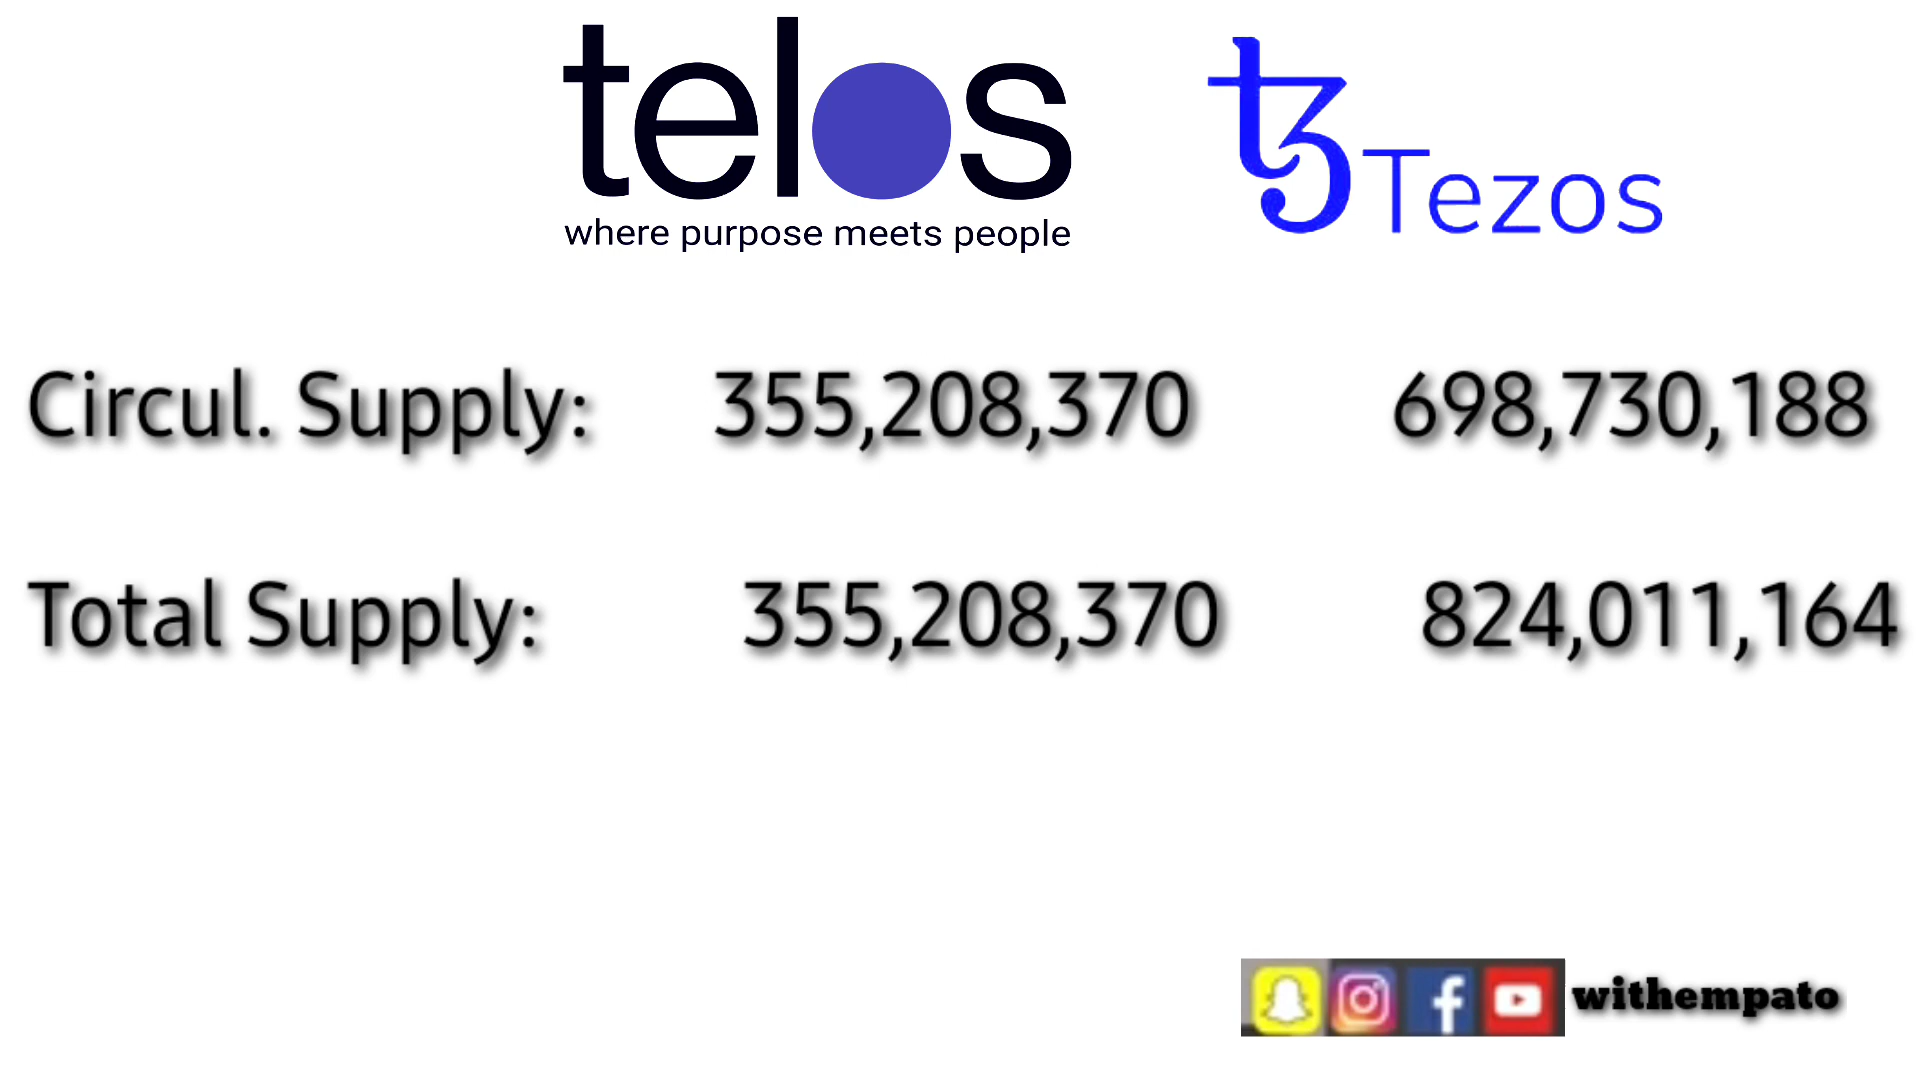 telos
where purpose meets people
Tezos
Circul. Supply: 355,208,370 698,730,188
Total Supply: 355,208,370 824,011,164
withempato